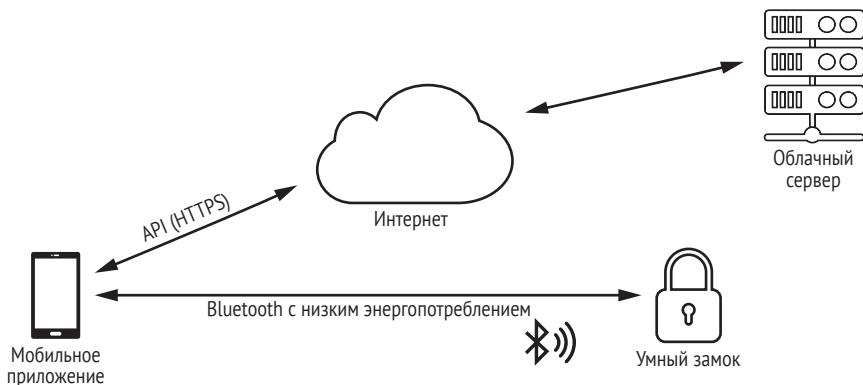 Облачный
сервер
Интернет
API (HTTPS)
Bluetooth с низким энергопотреблением
Мобильное
приложение
Умный замок